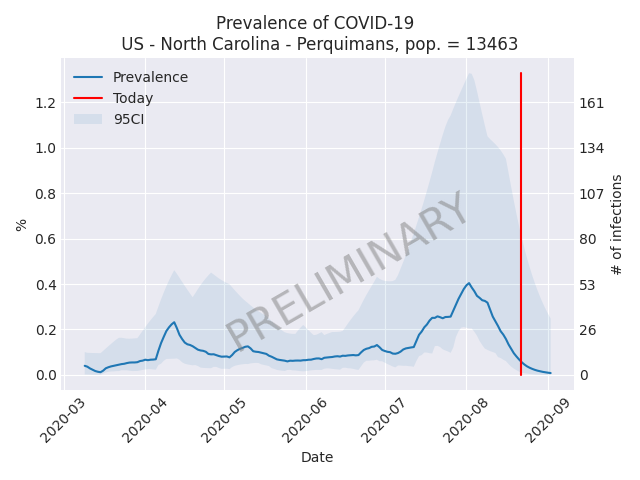 Prevalence of COVID-19
US - North Carolina - Perquimans, pop. = 13463
Prevalence
Today
95CI
PRELIMINARY
%
1.2
1.0
0.8
0.6
0.4
0.2
0.0
161
134
107
80
53
26
0
# of infections
2020-03
2020-04
2020-05
2020-06
2020-07
2020-08
2020-09
Date